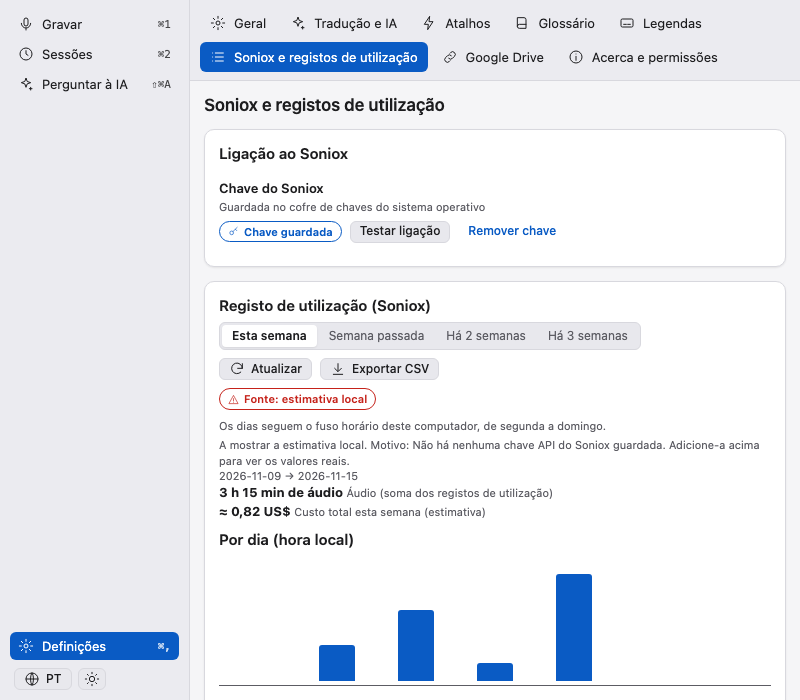 Gravar ⌘1
Sessões ⌘2
Perguntar à IA ⇧⌘A
Definições ⌘,
PT
Geral Tradução e IA Atalhos Glossário Legendas
Soniox e registos de utilização Google Drive Acerca e permissões
Soniox e registos de utilização
Ligação ao Soniox
Chave do Soniox
Guardada no cofre de chaves do sistema operativo
Chave guardada Testar ligação Remover chave
Registo de utilização (Soniox)
Esta semana Semana passada Há 2 semanas Há 3 semanas
Atualizar Exportar CSV
Fonte: estimativa local
Os dias seguem o fuso horário deste computador, de segunda a domingo.
A mostrar a estimativa local. Motivo: Não há nenhuma chave API do Soniox guardada. Adicione-a acima
para ver os valores reais.
2026-11-09 → 2026-11-15
3 h 15 min de áudio Áudio (soma dos registos de utilização)
≈ 0,82 US$ Custo total esta semana (estimativa)
Por dia (hora local)